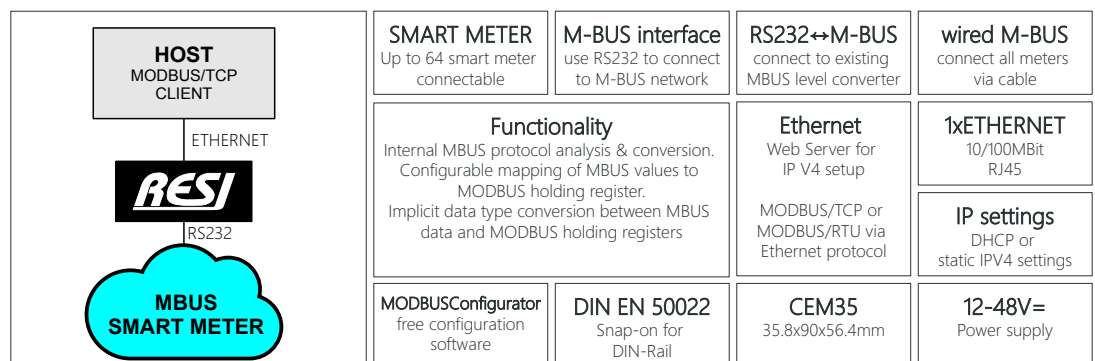 HOST
MODBUS/TCP
CLIENT
ETHERNET
RESI
RS232
MBUS
SMART METER
SMART METER
Up to 64 smart meter
connectable
M-BUS interface
use RS232 to connect
to M-BUS network
RS232↔M-BUS
connect to existing
MBUS level converter
wired M-BUS
connect all meters
via cable
Functionality
Internal MBUS protocol analysis & conversion.
Configurable mapping of MBUS values to
MODBUS holding register.
Implicit data type conversion between MBUS
data and MODBUS holding registers
Ethernet
Web Server for
IP V4 setup
MODBUS/TCP or
MODBUS/RTU via
Ethernet protocol
1xETHERNET
10/100MBit
RJ45
IP settings
DHCP or
static IPV4 settings
MODBUSConfigurator
free configuration
software
DIN EN 50022
Snap-on for
DIN-Rail
CEM35
35.8x90x56.4mm
12-48V=
Power supply